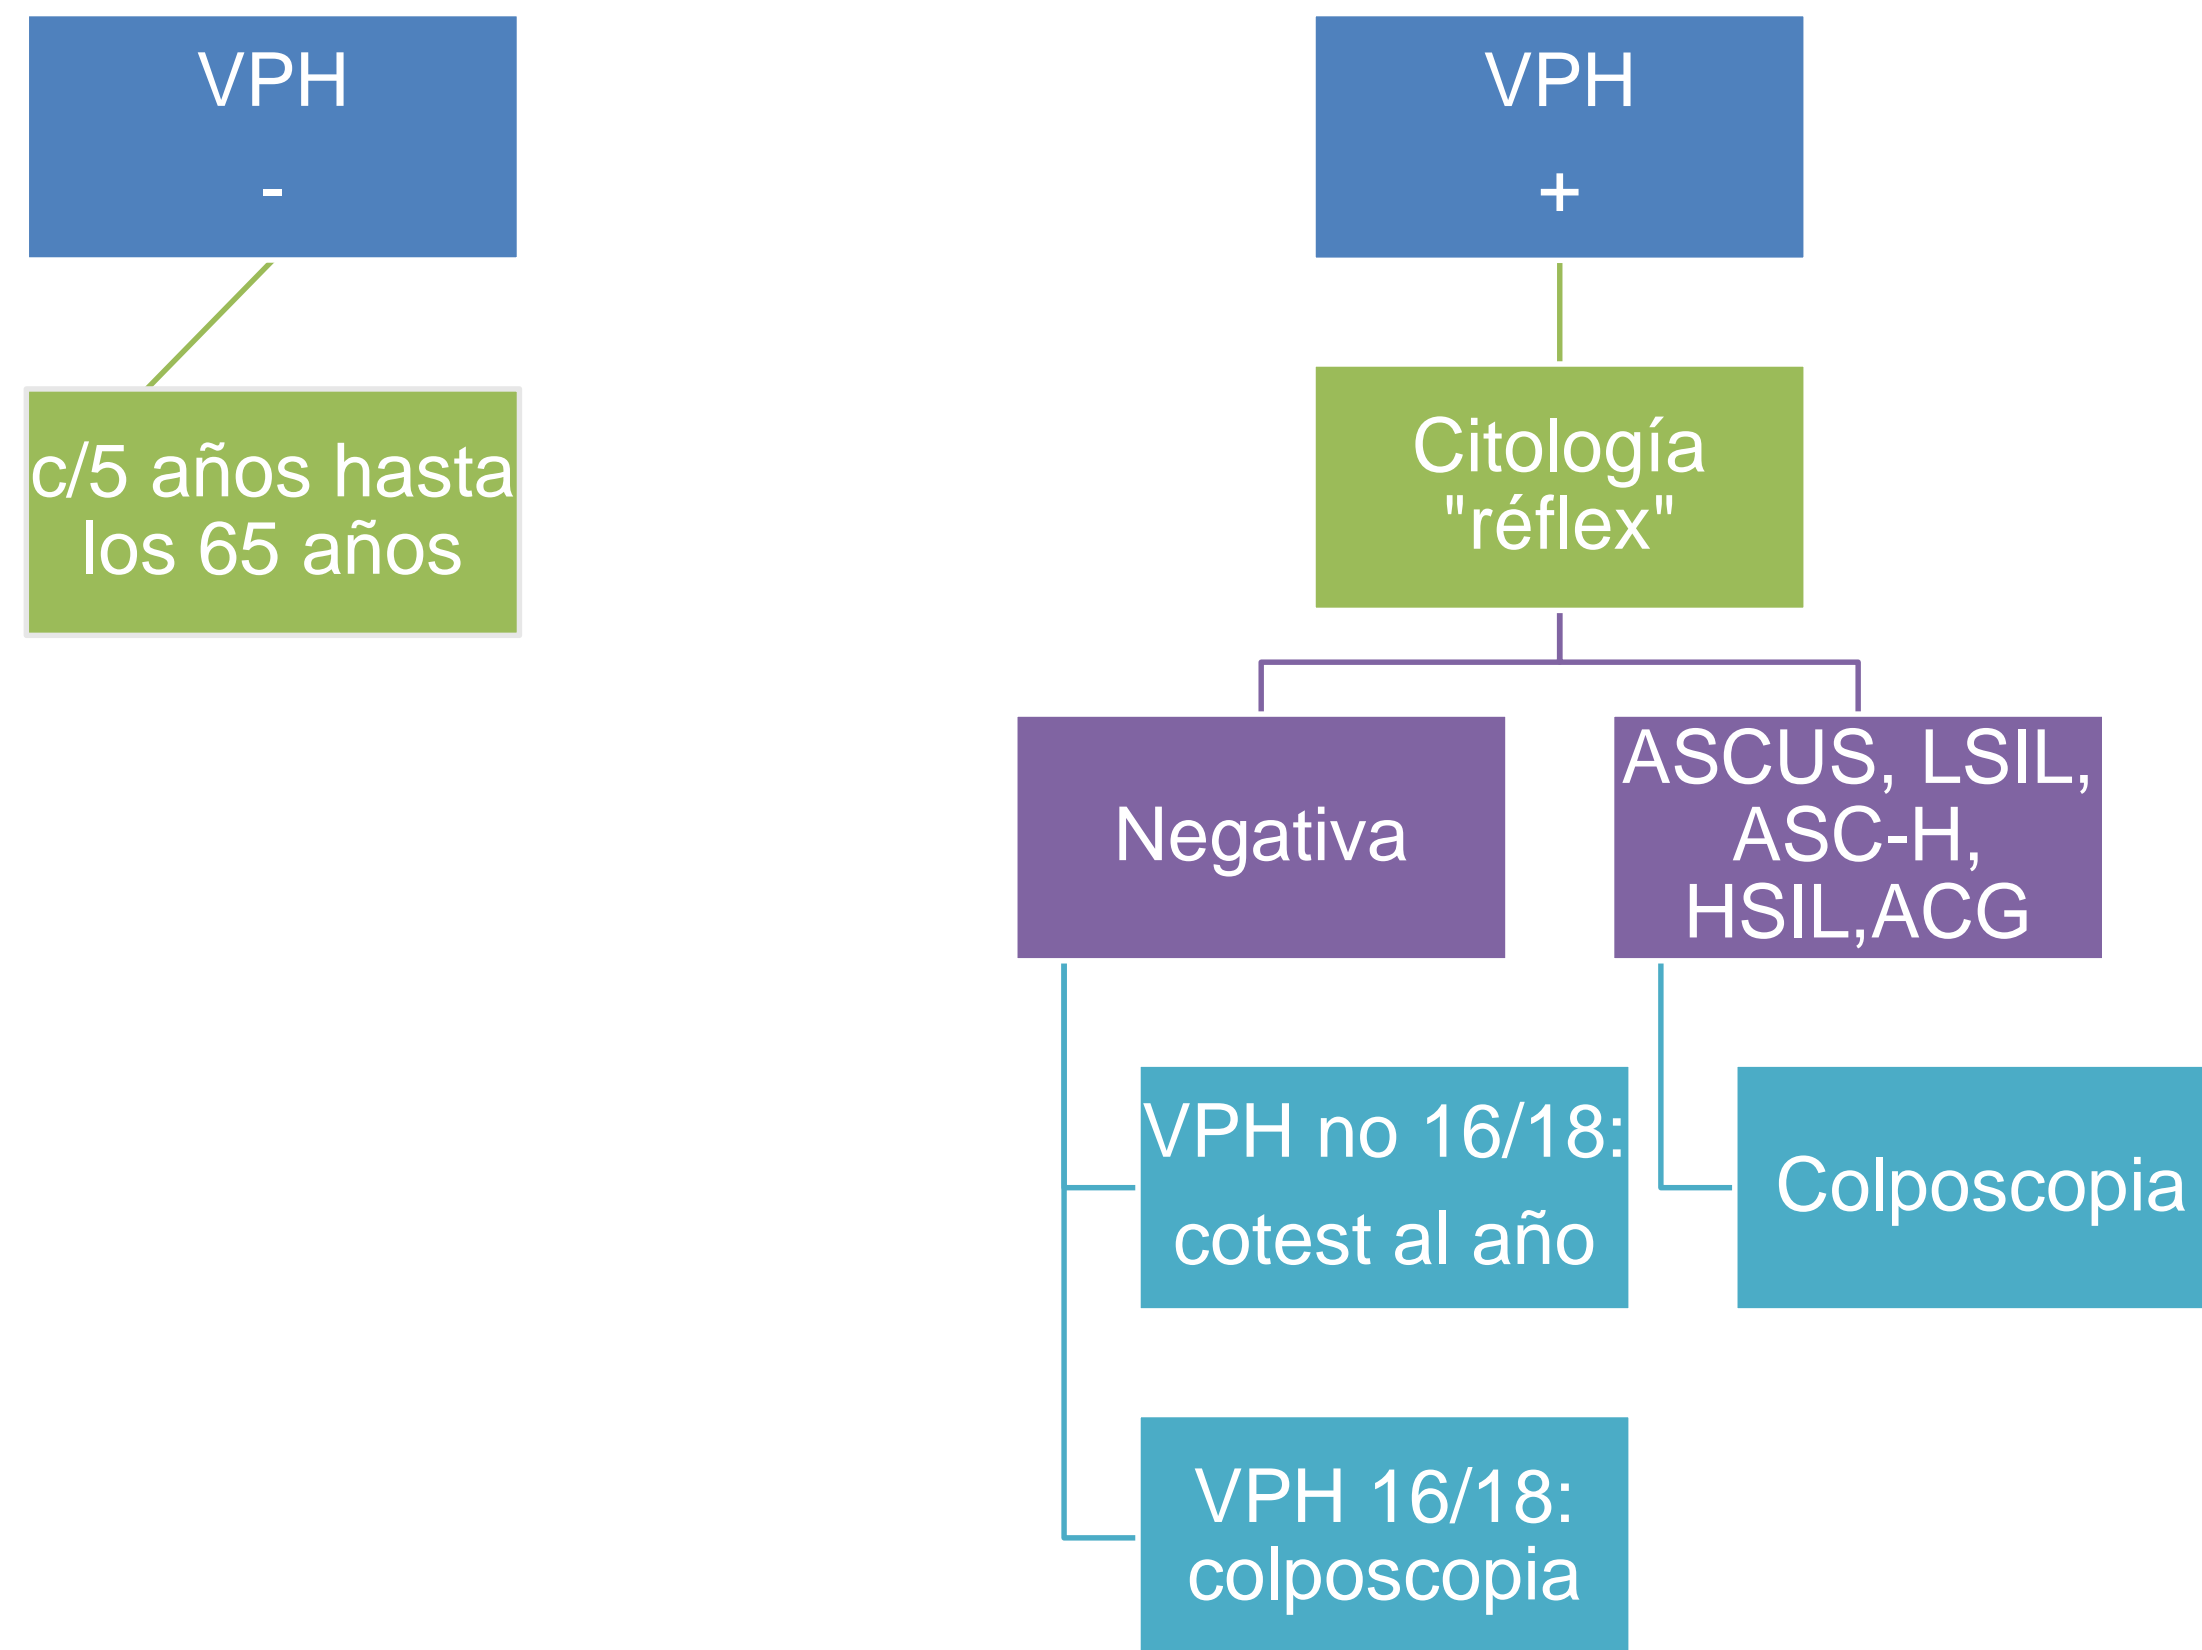 VPH
-
c/5 años hasta
los 65 años
VPH
+
Citología
"réflex"
Negativa
ASCUS, LSIL,
ASC-H,
HSIL,ACG
VPH no 16/18:
cotest al año
Colposcopia
VPH 16/18:
colposcopia